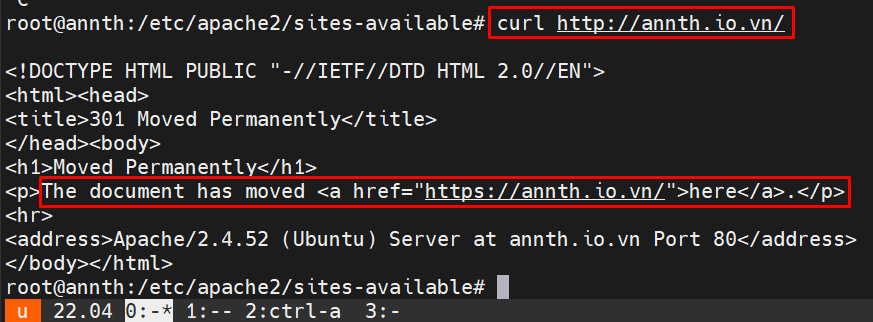 C
root@annth:/etc/apache2/sites-available# curl http://annth.io.vn/
<!DOCTYPE HTML PUBLIC "-//IETF//DTD HTML 2.0//EN">
<html><head>
<title>301 Moved Permanently</title>
</head><body>
<h1>Moved Permanently</h1>
<p>The document has moved <a href="https://annth.io.vn/">here</a>.</p>
<hr>
<address>Apache/2.4.52 (Ubuntu) Server at annth.io.vn Port 80</address>
</body></html>
root@annth:/etc/apache2/sites-available#
u 22.04 0:-* 1:-- 2:ctrl-a 3:-